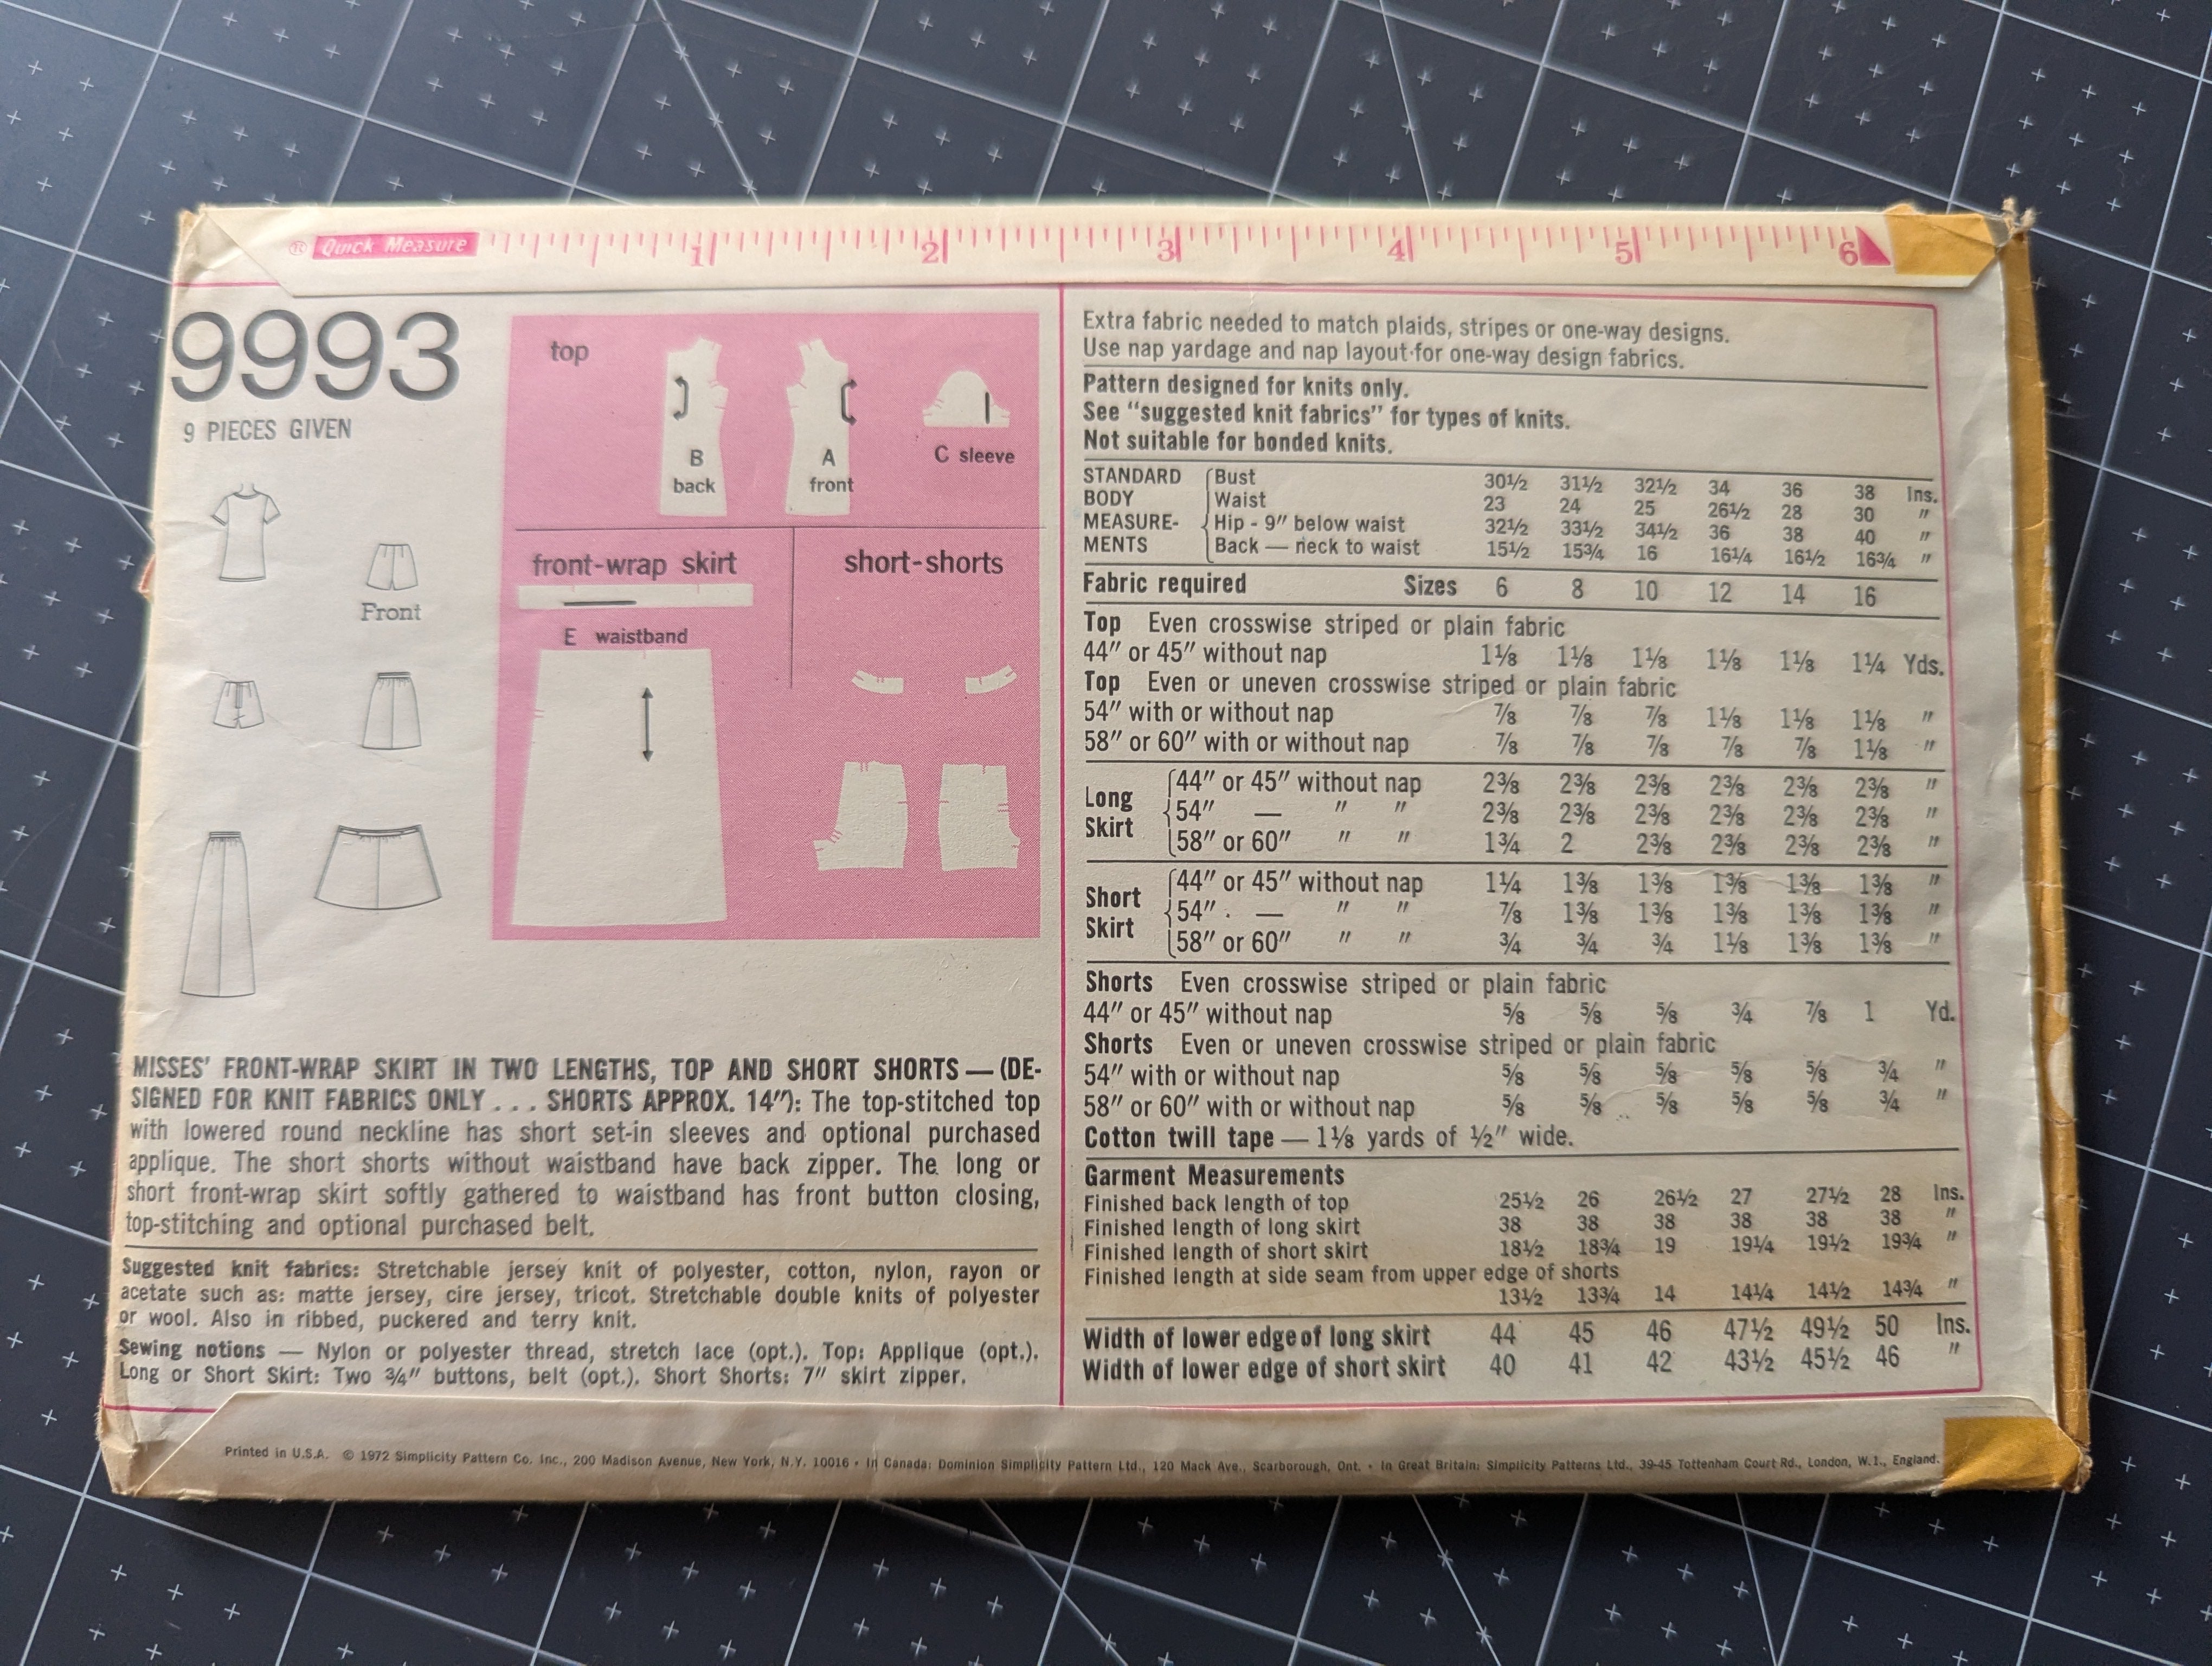 ® Quick Measure 1 2 3 4 5 6
9993
9 PIECES GIVEN
Front
top
B
back
A
front
C sleeve
front-wrap skirt
E waistband
short-shorts
MISSES' FRONT-WRAP SKIRT IN TWO LENGTHS, TOP AND SHORT SHORTS — (DE-
SIGNED FOR KNIT FABRICS ONLY . . . SHORTS APPROX. 14"): The top-stitched top
with lowered round neckline has short set-in sleeves and optional purchased
applique. The short shorts without waistband have back zipper. The long or
short front-wrap skirt softly gathered to waistband has front button closing,
top-stitching and optional purchased belt.
Suggested knit fabrics: Stretchable jersey knit of polyester, cotton, nylon, rayon or
acetate such as: matte jersey, cire jersey, tricot. Stretchable double knits of polyester
or wool. Also in ribbed, puckered and terry knit.
Sewing notions — Nylon or polyester thread, stretch lace (opt.). Top: Applique (opt.).
Long or Short Skirt: Two ¾" buttons, belt (opt.). Short Shorts: 7" skirt zipper.
Extra fabric needed to match plaids, stripes or one-way designs.
Use nap yardage and nap layout for one-way design fabrics.
Pattern designed for knits only.
See "suggested knit fabrics" for types of knits.
Not suitable for bonded knits.
STANDARD Bust 30½ 31½ 32½ 34 36 38 Ins.
BODY Waist 23 24 25 26½ 28 30 "
MEASURE- Hip - 9" below waist 32½ 33½ 34½ 36 38 40 "
MENTS Back — neck to waist 15½ 15¾ 16 16¼ 16½ 16¾ "
Fabric required Sizes 6 8 10 12 14 16
Top Even crosswise striped or plain fabric
44" or 45" without nap 1⅛ 1⅛ 1⅛ 1⅛ 1⅛ 1¼ Yds.
Top Even or uneven crosswise striped or plain fabric
54" with or without nap ⅞ ⅞ ⅞ 1⅛ 1⅛ 1⅛ "
58" or 60" with or without nap ⅞ ⅞ ⅞ ⅞ ⅞ 1⅛ "
Long Skirt
44" or 45" without nap 2⅜ 2⅜ 2⅜ 2⅜ 2⅜ 2⅜ "
54" — " " 2⅜ 2⅜ 2⅜ 2⅜ 2⅜ 2⅜ "
58" or 60" " " 1¾ 2 2⅜ 2⅜ 2⅜ 2⅜ "
Short Skirt
44" or 45" without nap 1¼ 1⅜ 1⅜ 1⅜ 1⅜ 1⅜ "
54" — " " ⅞ 1⅜ 1⅜ 1⅜ 1⅜ 1⅜ "
58" or 60" " " ¾ ¾ ¾ 1⅛ 1⅜ 1⅜ "
Shorts Even crosswise striped or plain fabric
44" or 45" without nap ⅝ ⅝ ⅝ ¾ ⅞ 1 Yd.
Shorts Even or uneven crosswise striped or plain fabric
54" with or without nap ⅝ ⅝ ⅝ ⅝ ⅝ ¾ "
58" or 60" with or without nap ⅝ ⅝ ⅝ ⅝ ⅝ ¾ "
Cotton twill tape — 1⅛ yards of ½" wide.
Garment Measurements
Finished back length of top 25½ 26 26½ 27 27½ 28 Ins.
Finished length of long skirt 38 38 38 38 38 38 "
Finished length of short skirt 18½ 18¾ 19 19¼ 19½ 19¾ "
Finished length at side seam from upper edge of shorts
13½ 13¾ 14 14¼ 14½ 14¾ "
Width of lower edge of long skirt 44 45 46 47½ 49½ 50 Ins.
Width of lower edge of short skirt 40 41 42 43½ 45½ 46 "
Printed in U.S.A. © 1972 Simplicity Pattern Co. Inc., 200 Madison Avenue, New York, N.Y. 10016 • In Canada: Dominion Simplicity Pattern Ltd., 120 Mack Ave., Scarborough, Ont. • In Great Britain: Simplicity Patterns Ltd., 39-45 Tottenham Court Rd., London, W.1., England.